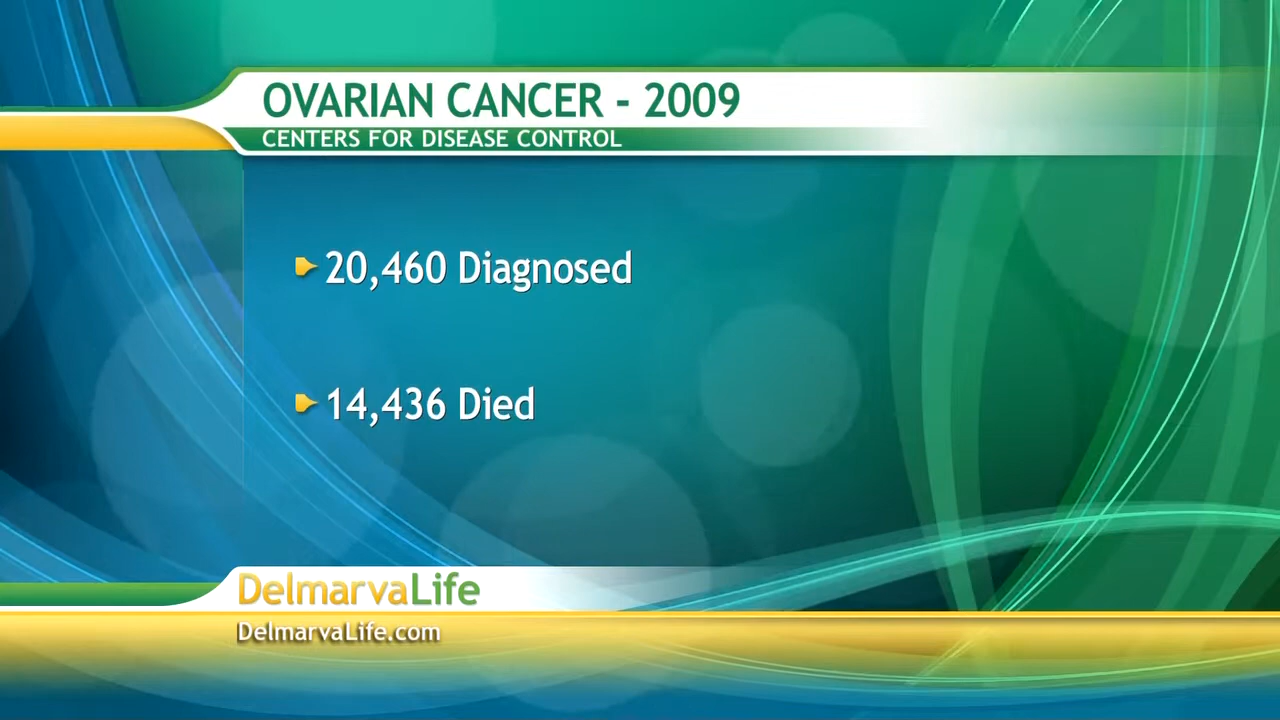 OVARIAN CANCER - 2009
CENTERS FOR DISEASE CONTROL
20,460 Diagnosed
14,436 Died
DelmarvaLife
DelmarvaLife.com